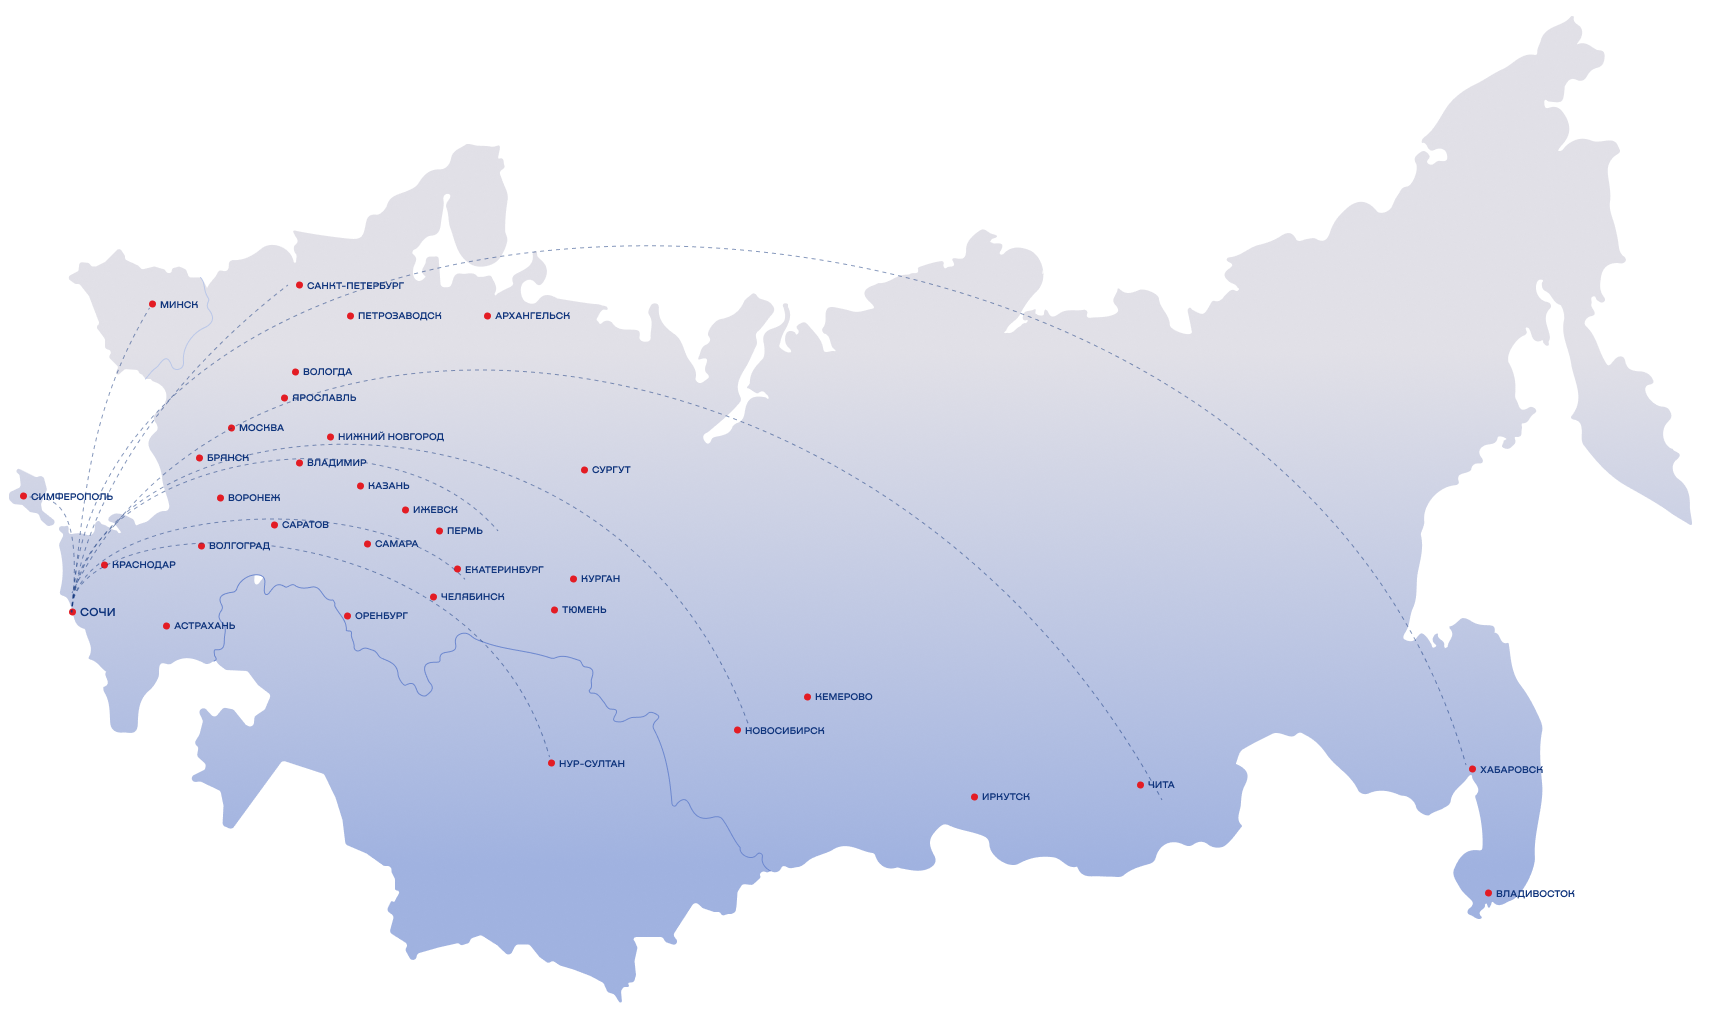 САНКТ-ПЕТЕРБУРГ
МИНСК
ПЕТРОЗАВОДСК
АРХАНГЕЛЬСК
ВОЛОГДА
ЯРОСЛАВЛЬ
МОСКВА
НИЖНИЙ НОВГОРОД
БРЯНСК
ВЛАДИМИР
СУРГУТ
КАЗАНЬ
СИМФЕРОПОЛЬ
ВОРОНЕЖ
ИЖЕВСК
САРАТОВ
ПЕРМЬ
САМАРА
ВОЛГОГРАД
КРАСНОДАР
ЕКАТЕРИНБУРГ
КУРГАН
ЧЕЛЯБИНСК
ТЮМЕНЬ
СОЧИ
ОРЕНБУРГ
АСТРАХАНЬ
КЕМЕРОВО
НОВОСИБИРСК
НУР-СУЛТАН
ХАБАРОВСК
ЧИТА
ИРКУТСК
ВЛАДИВОСТОК